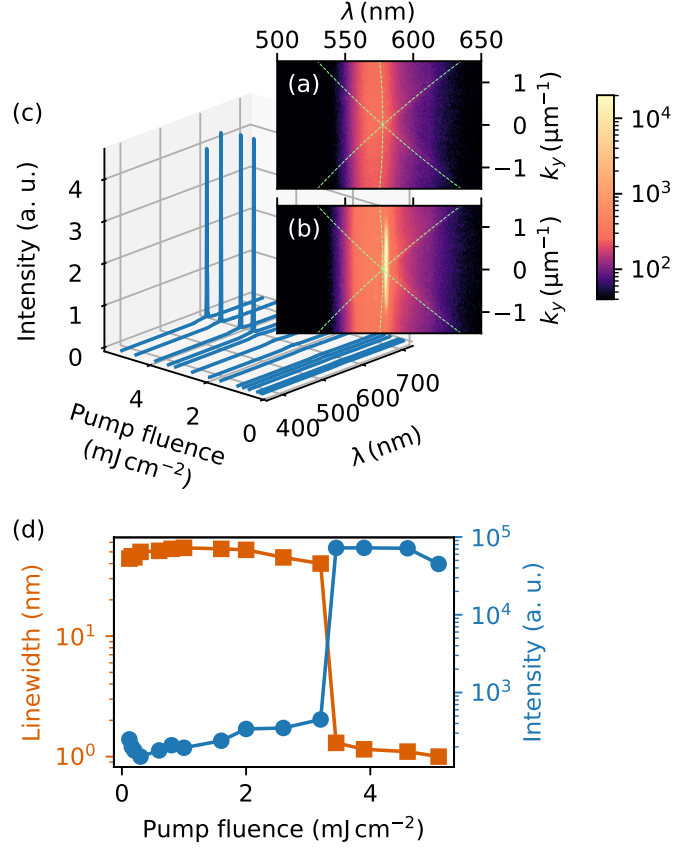 λ (nm)
500 550 600 650
(a)
1
0
−1
k_y (μm⁻¹)
(b)
1
0
−1
k_y (μm⁻¹)
10⁴
10³
10²
(c)
Intensity (a. u.)
4
3
2
1
0
4
2
0
Pump fluence
(mJ cm⁻²)
400
500
600
700
λ (nm)
(d)
Linewidth (nm)
10¹
10⁰
10⁵
10⁴
10³
Intensity (a. u.)
0 2 4
Pump fluence (mJ cm⁻²)